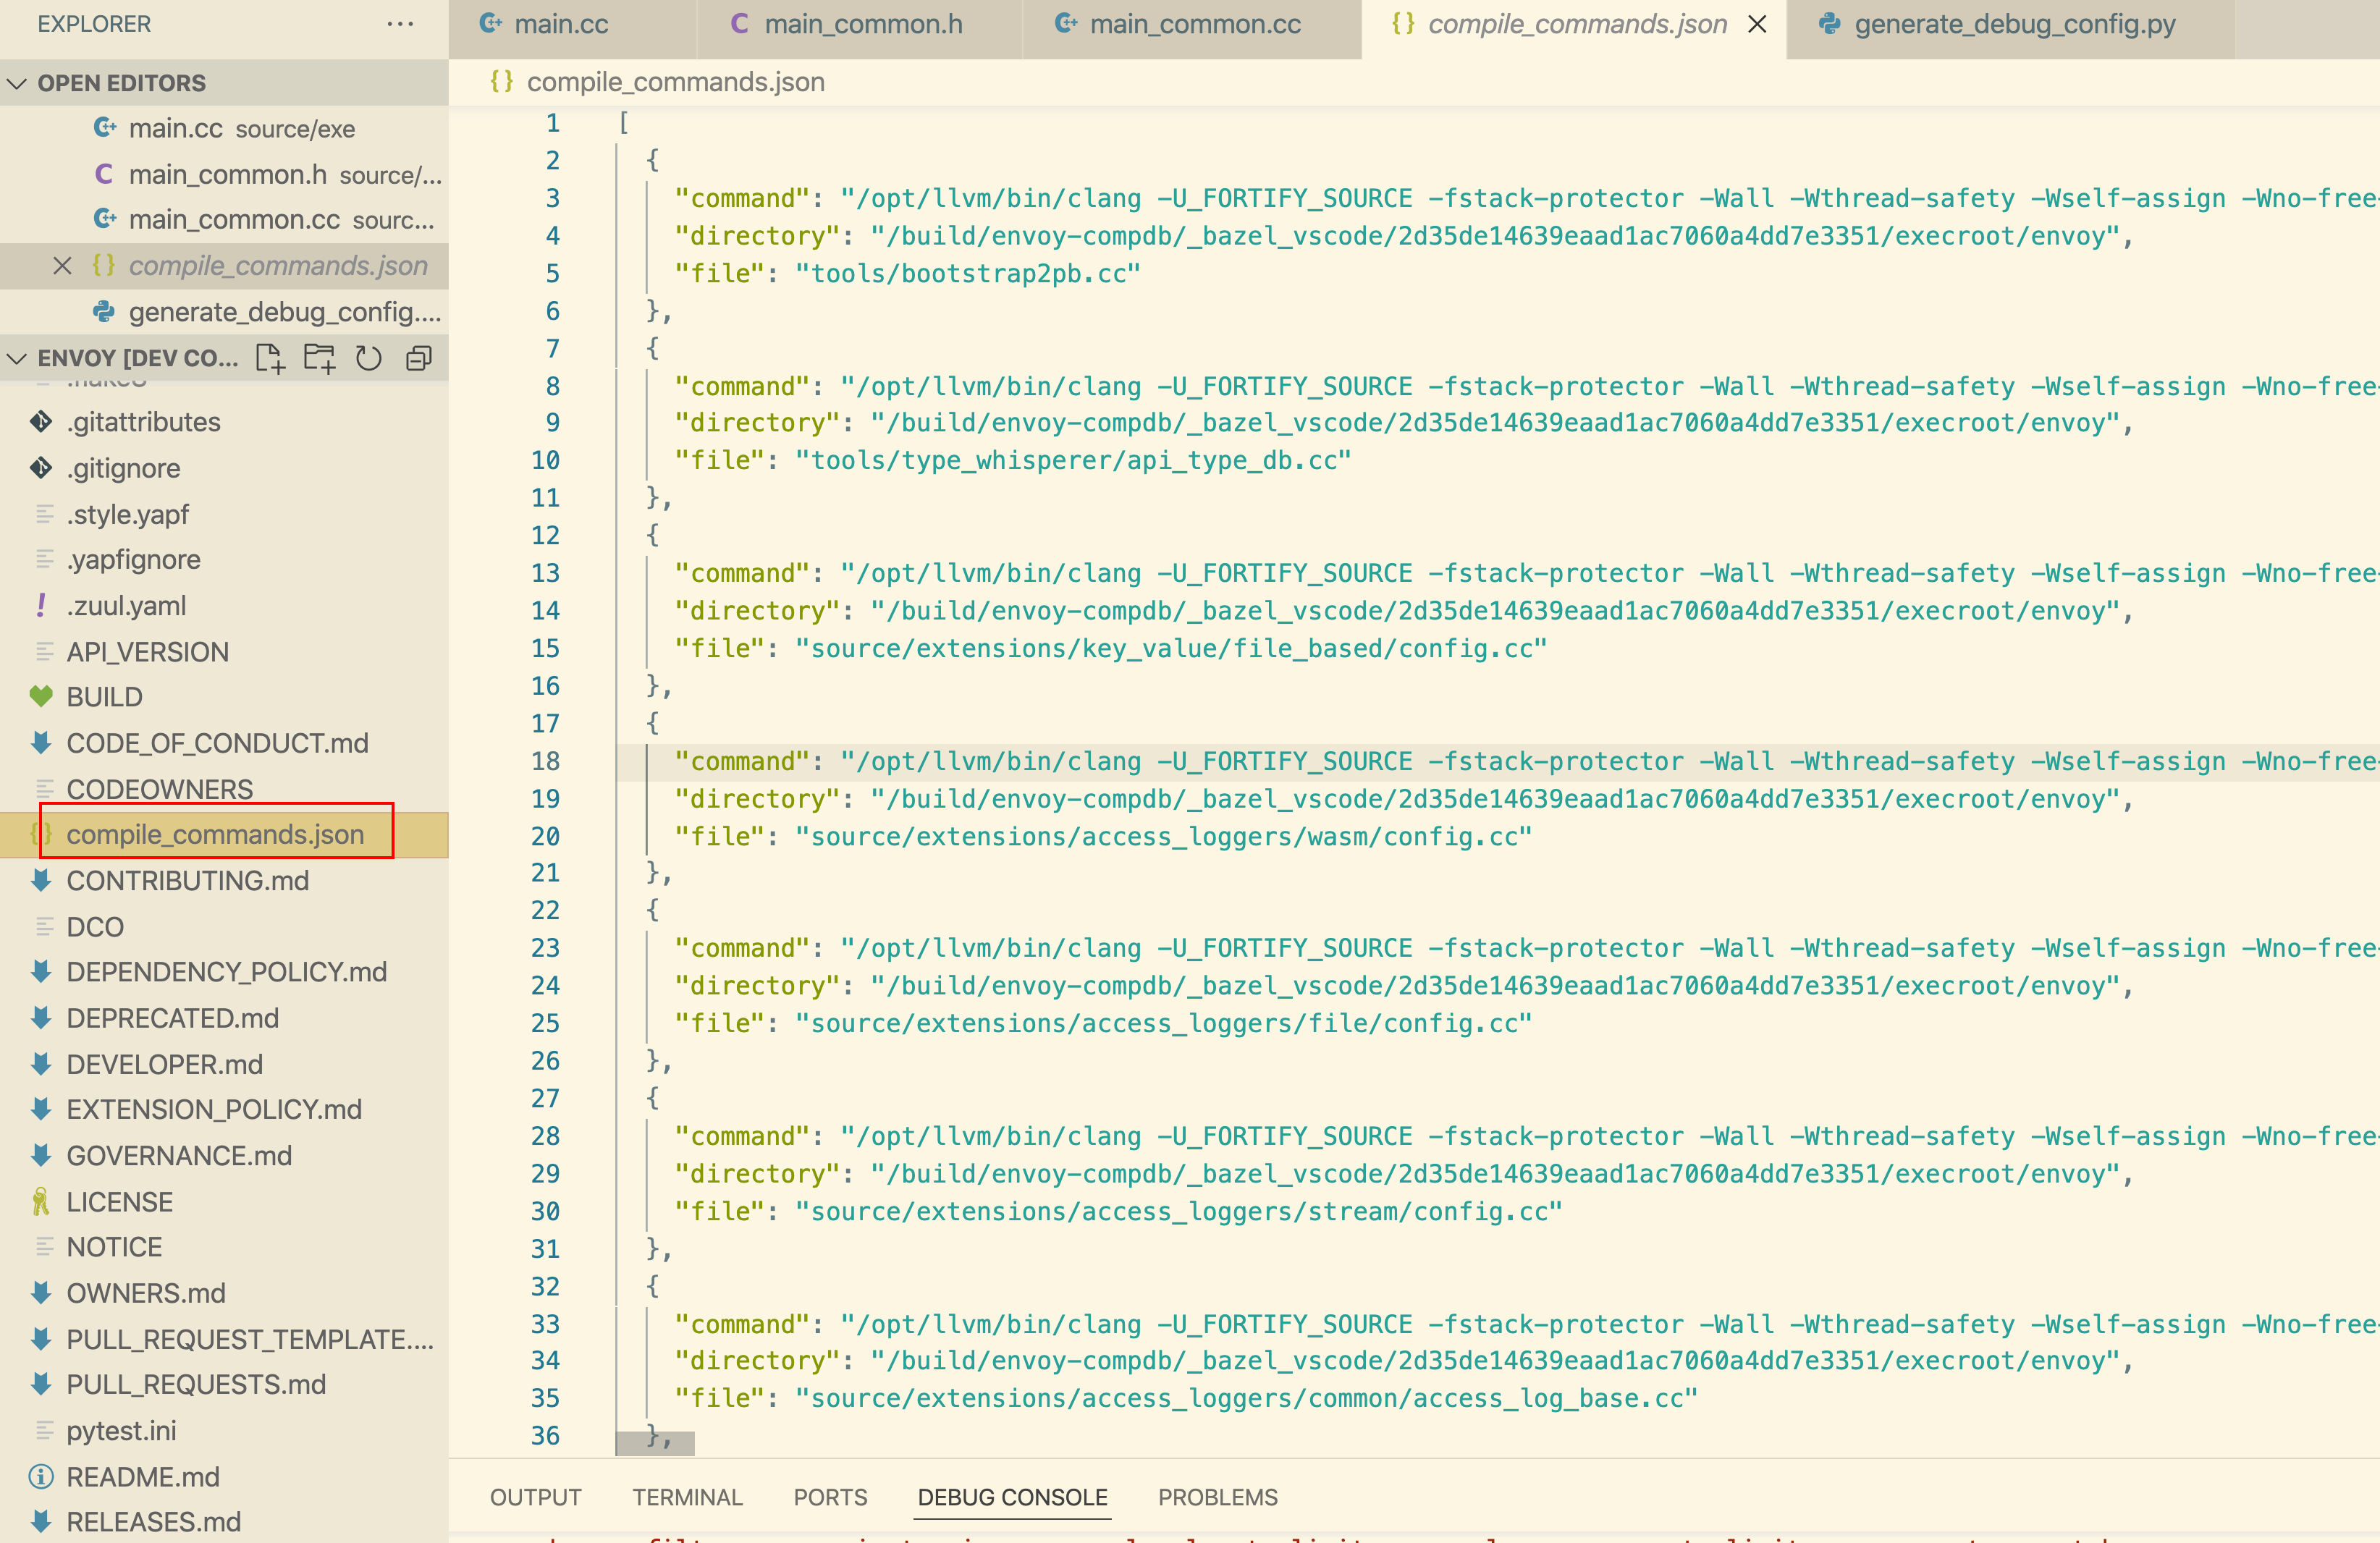 EXPLORER
OPEN EDITORS
main.cc source/exe
main_common.h source/...
main_common.cc sourc...
compile_commands.json
generate_debug_config....
ENVOY [DEV CO...
.gitattributes
.gitignore
.style.yapf
.yapfignore
.zuul.yaml
API_VERSION
BUILD
CODE_OF_CONDUCT.md
CODEOWNERS
compile_commands.json
CONTRIBUTING.md
DCO
DEPENDENCY_POLICY.md
DEPRECATED.md
DEVELOPER.md
EXTENSION_POLICY.md
GOVERNANCE.md
LICENSE
NOTICE
OWNERS.md
PULL_REQUEST_TEMPLATE....
PULL_REQUESTS.md
pytest.ini
README.md
RELEASES.md
main.cc main_common.h main_common.cc compile_commands.json generate_debug_config.py
{} compile_commands.json
1 [
2 {
3 "command": "/opt/llvm/bin/clang -U_FORTIFY_SOURCE -fstack-protector -Wall -Wthread-safety -Wself-assign -Wno-free-
4 "directory": "/build/envoy-compdb/_bazel_vscode/2d35de14639eaad1ac7060a4dd7e3351/execroot/envoy",
5 "file": "tools/bootstrap2pb.cc"
6 },
7 {
8 "command": "/opt/llvm/bin/clang -U_FORTIFY_SOURCE -fstack-protector -Wall -Wthread-safety -Wself-assign -Wno-free-
9 "directory": "/build/envoy-compdb/_bazel_vscode/2d35de14639eaad1ac7060a4dd7e3351/execroot/envoy",
10 "file": "tools/type_whisperer/api_type_db.cc"
11 },
12 {
13 "command": "/opt/llvm/bin/clang -U_FORTIFY_SOURCE -fstack-protector -Wall -Wthread-safety -Wself-assign -Wno-free-
14 "directory": "/build/envoy-compdb/_bazel_vscode/2d35de14639eaad1ac7060a4dd7e3351/execroot/envoy",
15 "file": "source/extensions/key_value/file_based/config.cc"
16 },
17 {
18 "command": "/opt/llvm/bin/clang -U_FORTIFY_SOURCE -fstack-protector -Wall -Wthread-safety -Wself-assign -Wno-free-
19 "directory": "/build/envoy-compdb/_bazel_vscode/2d35de14639eaad1ac7060a4dd7e3351/execroot/envoy",
20 "file": "source/extensions/access_loggers/wasm/config.cc"
21 },
22 {
23 "command": "/opt/llvm/bin/clang -U_FORTIFY_SOURCE -fstack-protector -Wall -Wthread-safety -Wself-assign -Wno-free-
24 "directory": "/build/envoy-compdb/_bazel_vscode/2d35de14639eaad1ac7060a4dd7e3351/execroot/envoy",
25 "file": "source/extensions/access_loggers/file/config.cc"
26 },
27 {
28 "command": "/opt/llvm/bin/clang -U_FORTIFY_SOURCE -fstack-protector -Wall -Wthread-safety -Wself-assign -Wno-free-
29 "directory": "/build/envoy-compdb/_bazel_vscode/2d35de14639eaad1ac7060a4dd7e3351/execroot/envoy",
30 "file": "source/extensions/access_loggers/stream/config.cc"
31 },
32 {
33 "command": "/opt/llvm/bin/clang -U_FORTIFY_SOURCE -fstack-protector -Wall -Wthread-safety -Wself-assign -Wno-free-
34 "directory": "/build/envoy-compdb/_bazel_vscode/2d35de14639eaad1ac7060a4dd7e3351/execroot/envoy",
35 "file": "source/extensions/access_loggers/common/access_log_base.cc"
36 },
OUTPUT TERMINAL PORTS DEBUG CONSOLE PROBLEMS